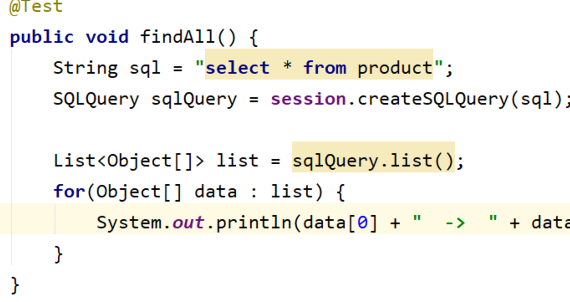 @Test
public void findAll() {
String sql = "select * from product";
SQLQuery sqlQuery = session.createSQLQuery(sql);
List<Object[]> list = sqlQuery.list();
for(Object[] data : list) {
System.out.println(data[0] + "  ->  " + data
}
}